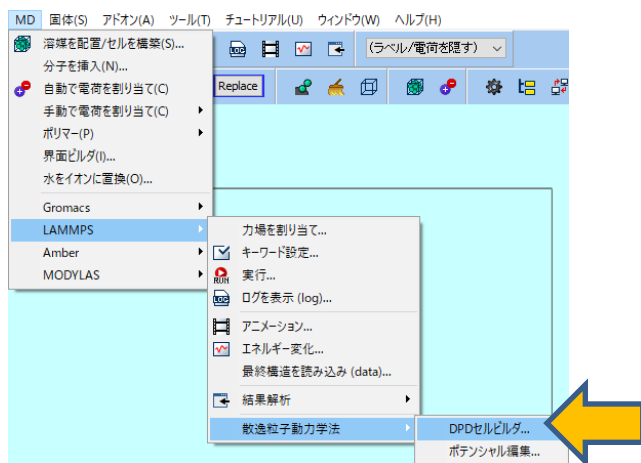 MD 固体(S) アドオン(A) ツール(T) チュートリアル(U) ウィンドウ(W) ヘルプ(H)
溶媒を配置/セルを構築(S)...
LOG (ラベル/電荷を隠す)
分子を挿入(N)...
自動で電荷を割り当て(C)
Replace
手動で電荷を割り当て(C)
ポリマー(P)
界面ビルダ(I)...
水をイオンに置換(O)...
Gromacs
LAMMPS
Amber
MODYLAS
力場を割り当て...
キーワード設定...
RUN 実行...
LOG ログを表示 (log)...
アニメーション...
エネルギー変化...
最終構造を読み込み (data)...
結果解析
散逸粒子動力学法
DPDセルビルダ...
ポテンシャル編集...